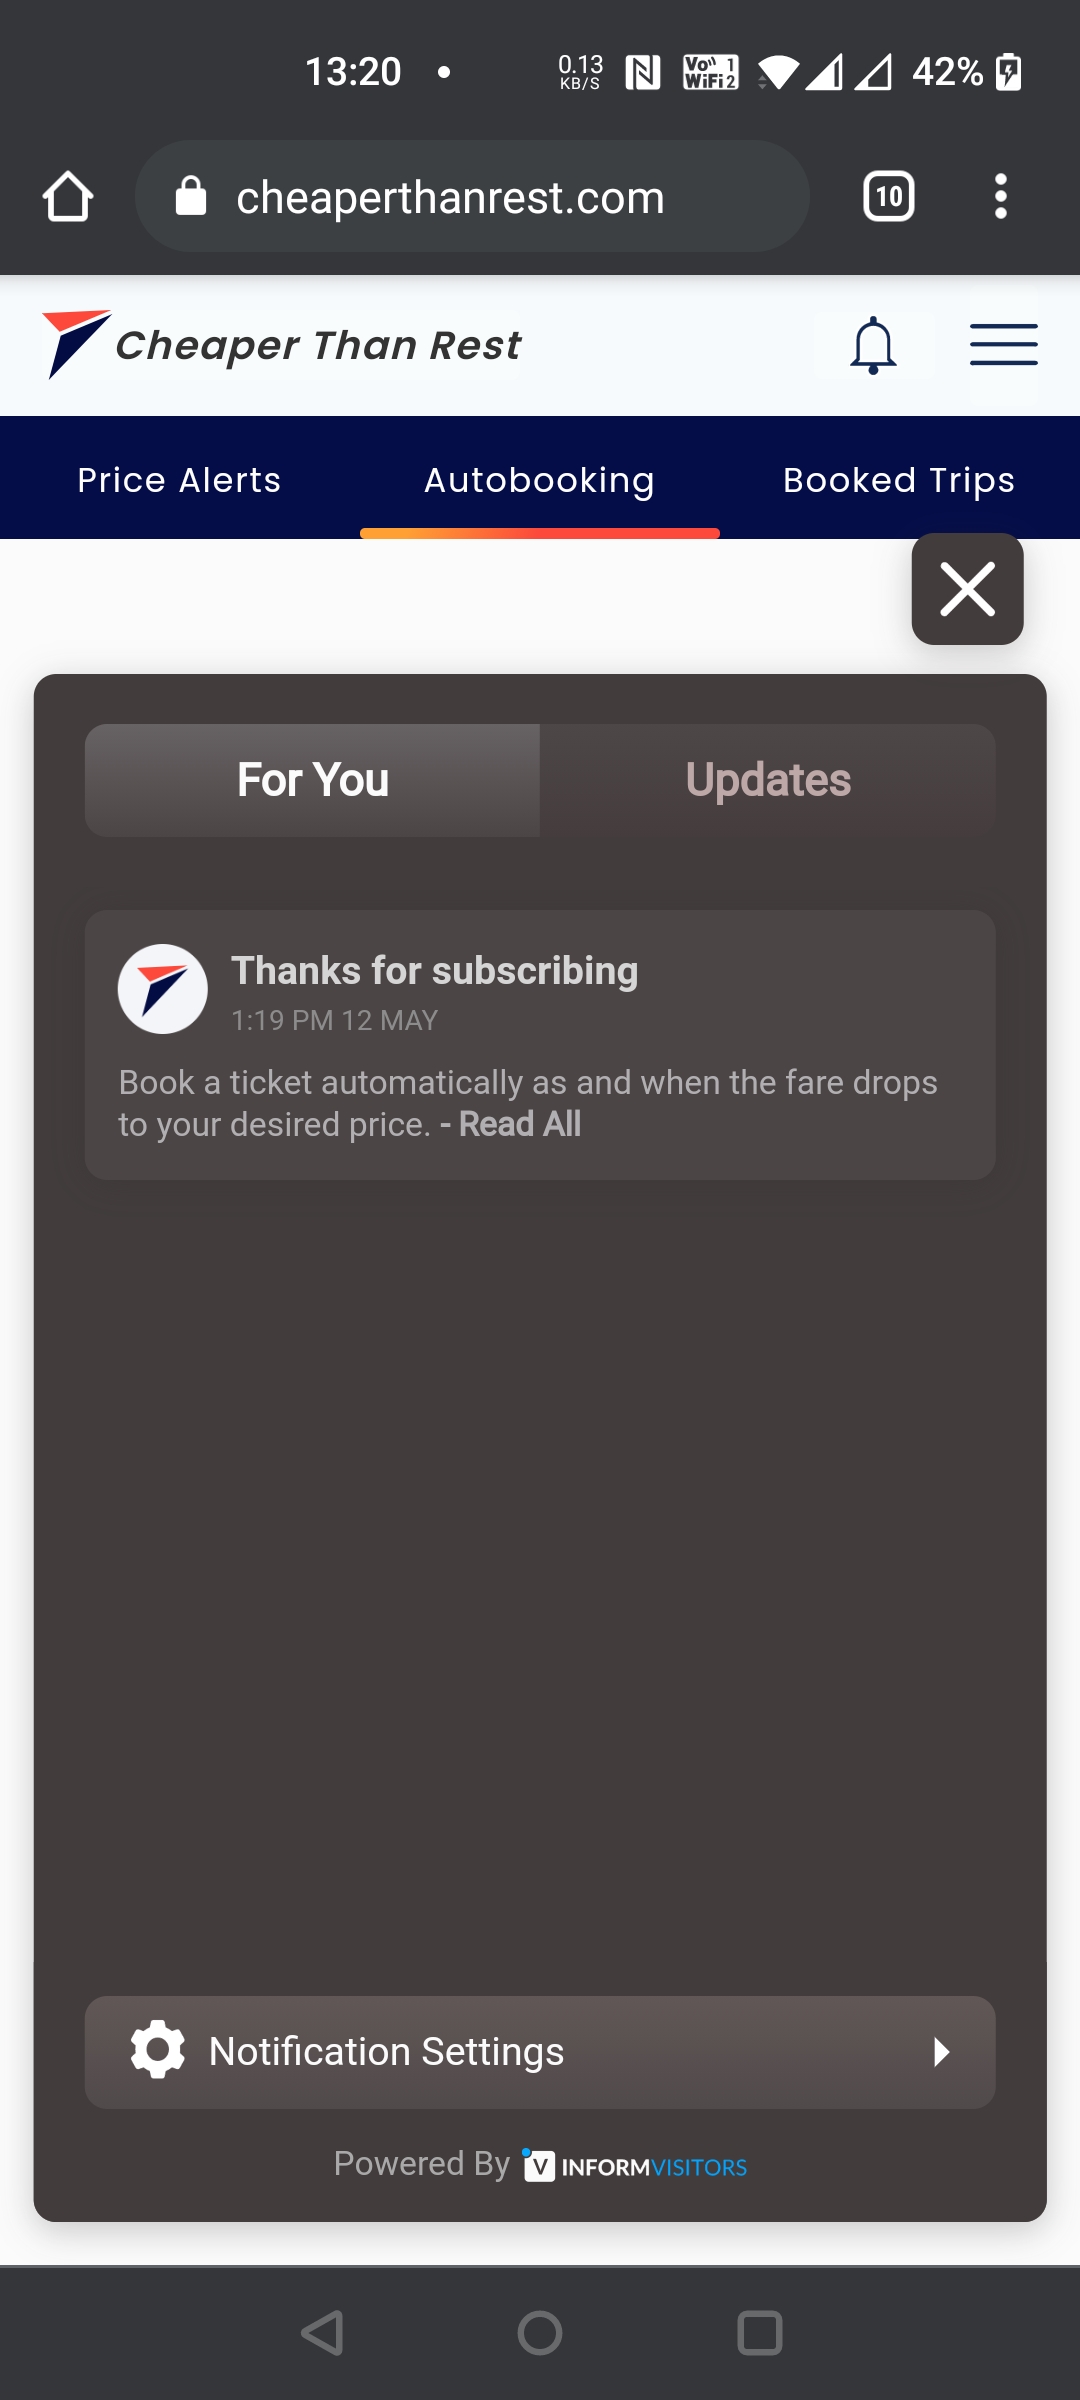 13:20
0.13
KB/S
Vo)) 1
WiFi 2
42%
cheaperthanrest.com
10
Cheaper Than Rest
Price Alerts
Autobooking
Booked Trips
For You
Updates
Thanks for subscribing
1:19 PM 12 MAY
Book a ticket automatically as and when the fare drops
to your desired price. - Read All
Notification Settings
Powered By V INFORMVISITORS